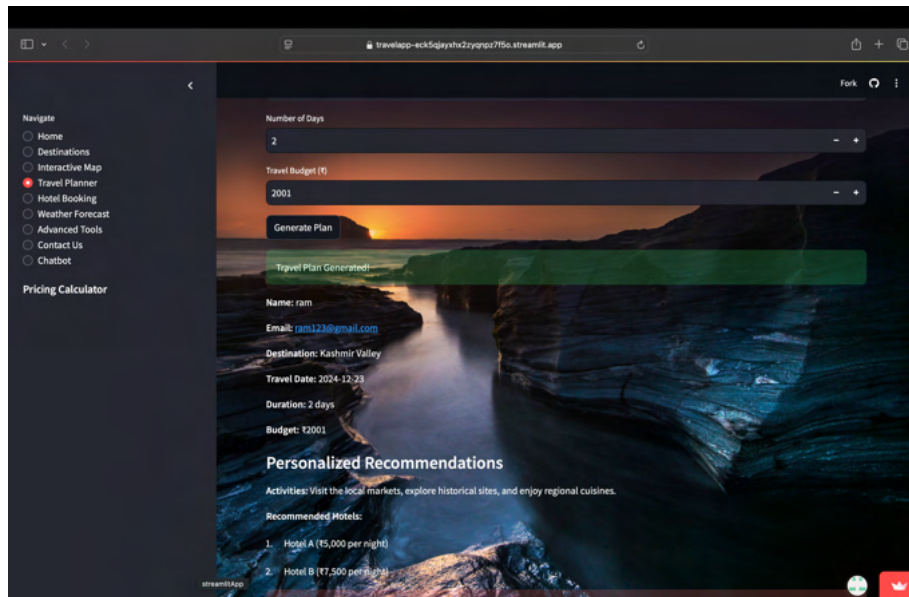 travelapp-eck5qjayxhx2zyqnpz7f5o.streamlit.app
Fork
Navigate
Home
Destinations
Interactive Map
Travel Planner
Hotel Booking
Weather Forecast
Advanced Tools
Contact Us
Chatbot
Pricing Calculator
Number of Days
2
Travel Budget (₹)
2001
Generate Plan
Travel Plan Generated!
Name: ram
Email: ram123@gmail.com
Destination: Kashmir Valley
Travel Date: 2024-12-23
Duration: 2 days
Budget: ₹2001
Personalized Recommendations
Activities: Visit the local markets, explore historical sites, and enjoy regional cuisines.
Recommended Hotels:
1. Hotel A (₹5,000 per night)
2. Hotel B (₹7,500 per night)
streamlitApp